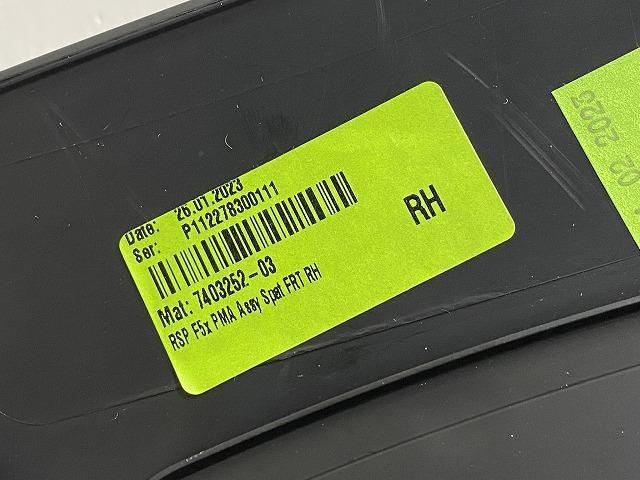 Date: 26.01.2023
Ser: P112278300111
Mat: 7403252-03
RSP F5x PMA Assy Spat FRT RH
RH
02 2023